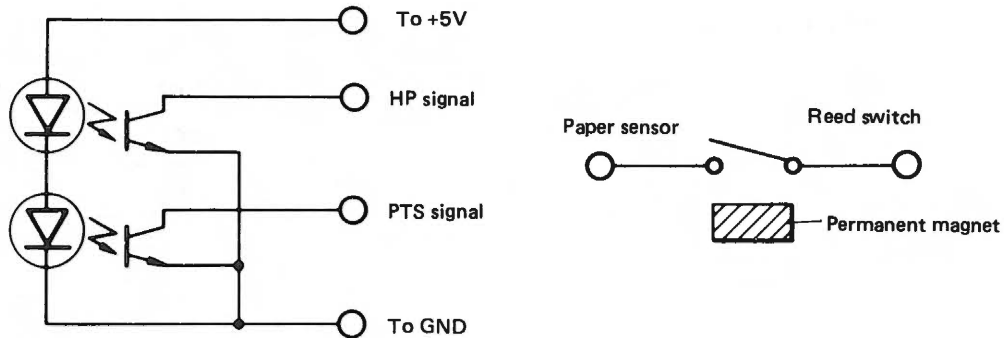 To +5V
HP signal
PTS signal
To GND
Paper sensor
Reed switch
Permanent magnet